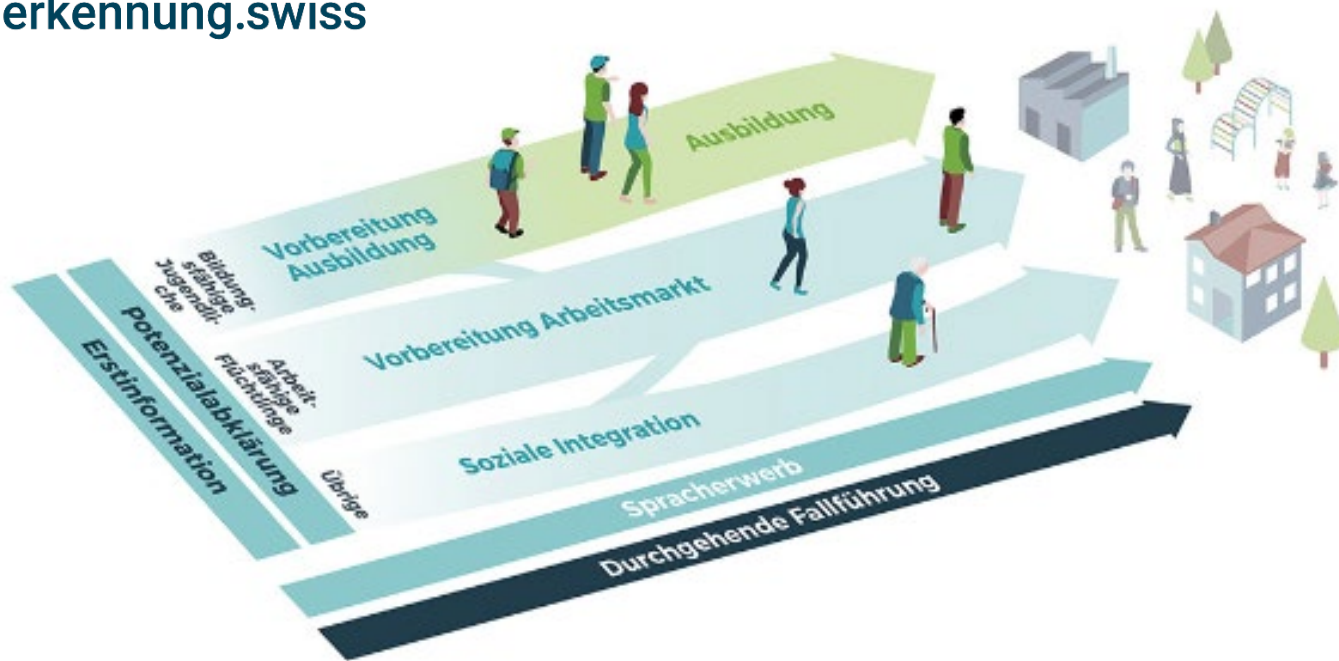 erkennung.swiss
Ausbildung
Vorbereitung
Ausbildung
Bildung-
sfähige
Jugendli-
che
Vorbereitung Arbeitsmarkt
Arbeit-
sfähige
Flüchtlinge
Soziale Integration
Übrige
Potenzialabklärung
Erstinformation
Spracherwerb
Durchgehende Fallführung